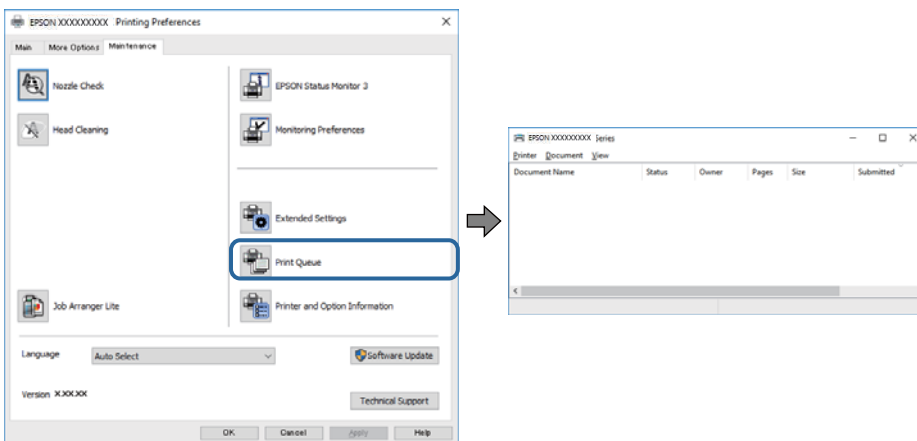 EPSON XXXXXXXXX Printing Preferences
Main More Options Maintenance
Nozzle Check
EPSON Status Monitor 3
Head Cleaning
Monitoring Preferences
Extended Settings
Print Queue
Job Arranger Lite
Printer and Option Information
Language Auto Select
Software Update
Version X.XX.XX
Technical Support
OK Cancel Apply Help
EPSON XXXXXXXXX Series
Printer Document View
Document Name Status Owner Pages Size Submitted